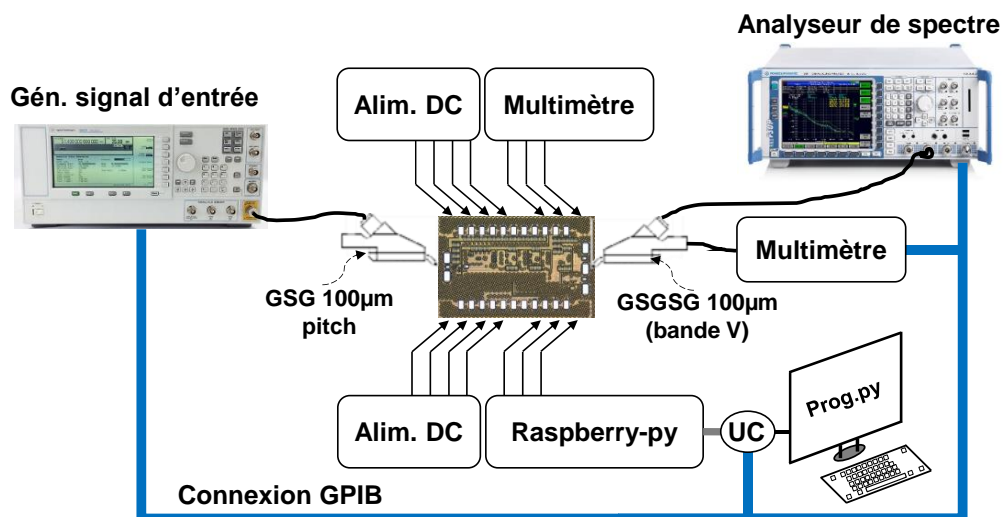 Analyseur de spectre
Gén. signal d'entrée
Alim. DC
Multimètre
Multimètre
GSG 100µm
pitch
GSGSG 100µm
(bande V)
Alim. DC
Raspberry-py
UC
Prog.py
Connexion GPIB